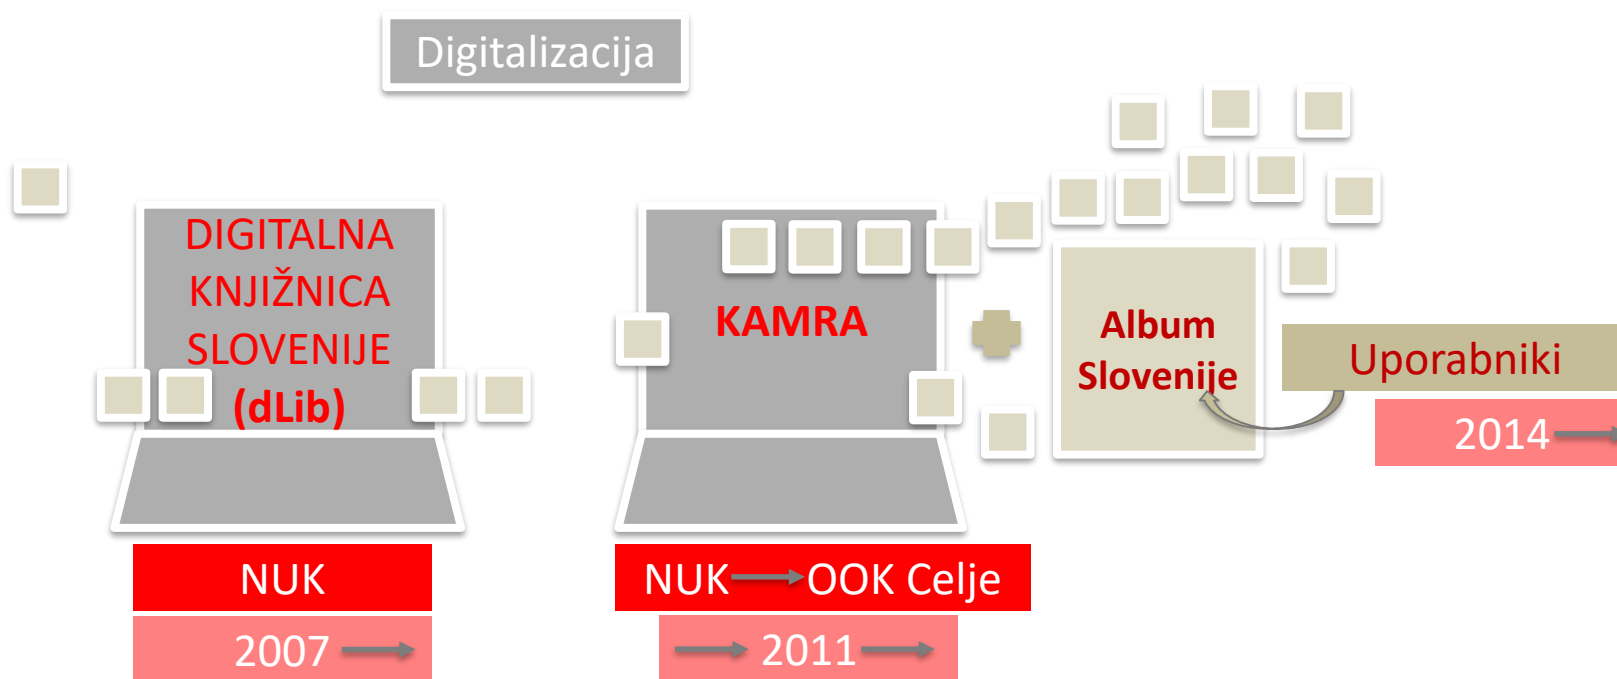 Digitalizacija
DIGITALNA
KNJIŽNICA
SLOVENIJE
(dLib)
NUK
2007
KAMRA
NUK OOK Celje
2011
Album
Slovenije
Uporabniki
2014